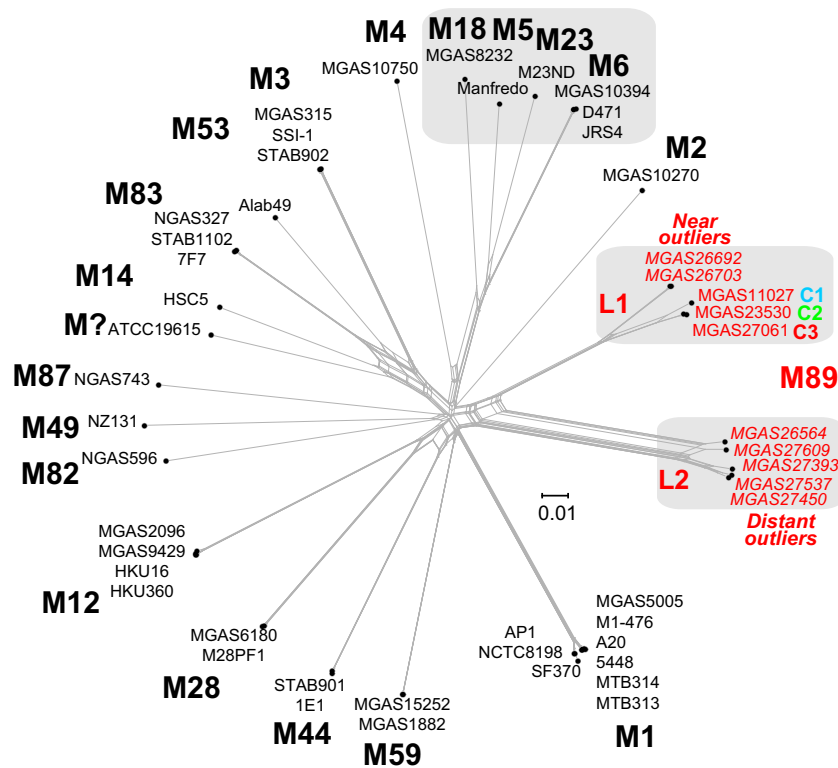 M18
M5
M4
M23
MGAS8232
MGAS10750
M23ND
M6
M3
Manfredo
MGAS10394
D471
JRS4
MGAS315
SSI-1
STAB902
M53
M2
MGAS10270
M83
Alab49
NGAS327
STAB1102
7F7
Near
outliers
MGAS26692
MGAS26703
M14
HSC5
L1
MGAS11027 C1
MGAS23530 C2
MGAS27061 C3
M?
ATCC19615
M87
NGAS743
M89
M49
NZ131
M82
NGAS596
MGAS26564
MGAS27609
MGAS27393
L2
MGAS27537
MGAS27450
0.01
Distant
outliers
MGAS2096
MGAS9429
HKU16
HKU360
M12
MGAS5005
M1-476
A20
5448
MTB314
MTB313
AP1
NCTC8198
SF370
MGAS6180
M28PF1
M28
STAB901
1E1
M44
MGAS15252
MGAS1882
M59
M1